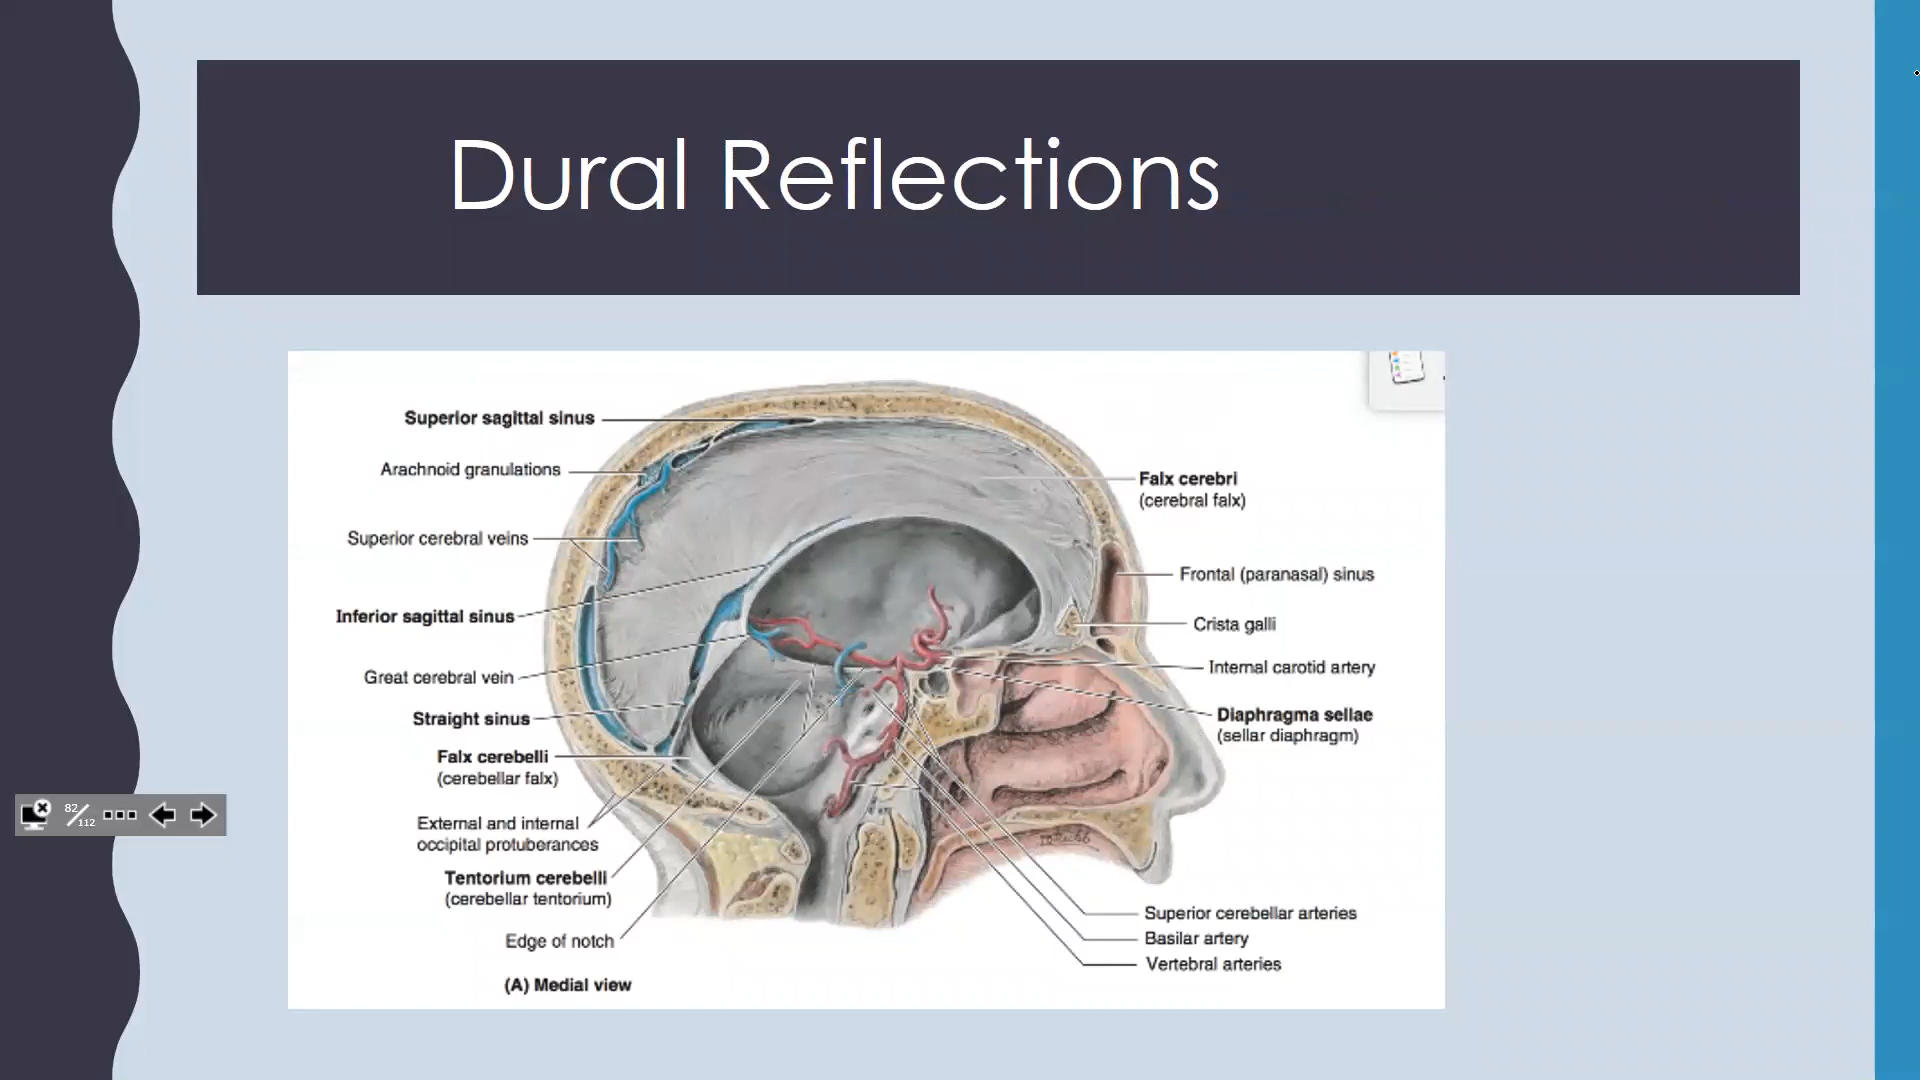 Dural Reflections
Superior sagittal sinus
Arachnoid granulations
Superior cerebral veins
Inferior sagittal sinus
Great cerebral vein
Straight sinus
Falx cerebelli
(cerebellar falx)
External and internal
occipital protuberances
Tentorium cerebelli
(cerebellar tentorium)
Edge of notch
(A) Medial view
Falx cerebri
(cerebral falx)
Frontal (paranasal) sinus
Crista galli
Internal carotid artery
Diaphragma sellae
(sellar diaphragm)
Superior cerebellar arteries
Basilar artery
Vertebral arteries
82/112